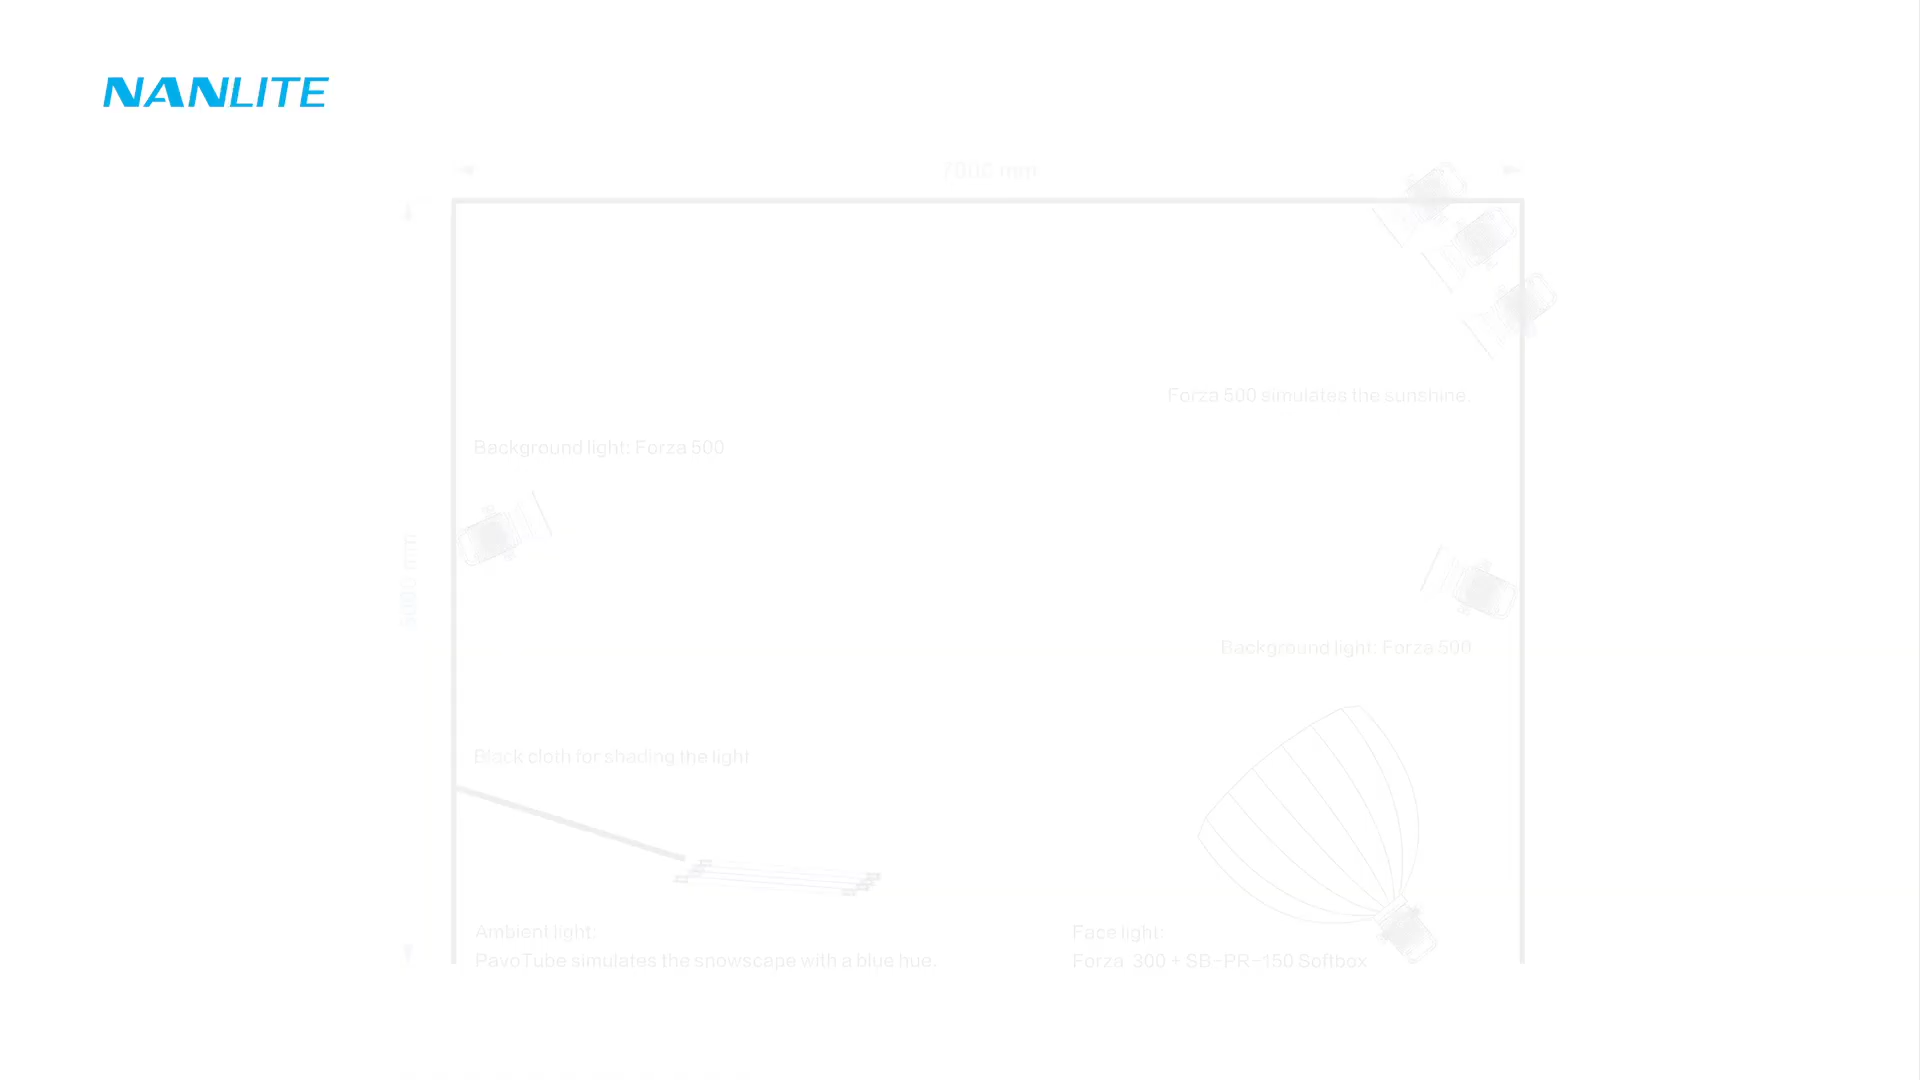 NANLITE
7000 mm
Forza 500 simulates the sunshine.
Background light: Forza 500
5000 mm
Background light: Forza 500
Black cloth for shading the light
Ambient light:
PavoTube simulates the snowscape with a blue hue.
Face light:
Forza 300 + SB-PR-150 Softbox